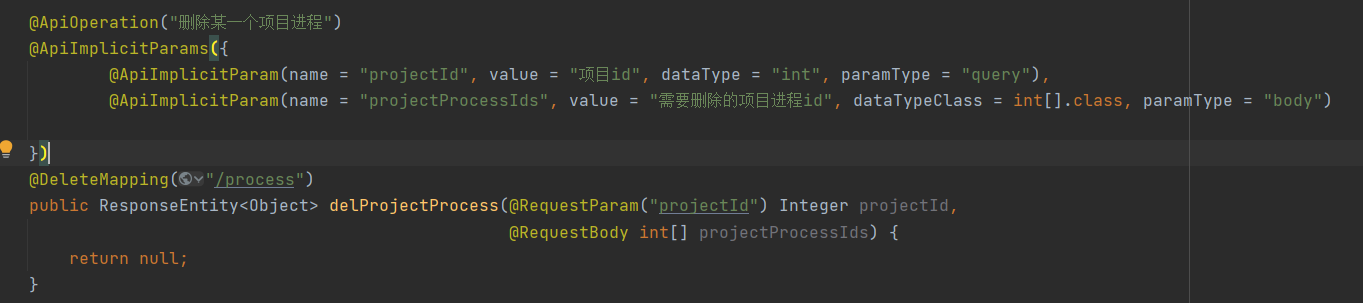 @ApiOperation("删除某一个项目进程")
@ApiImplicitParams({
@ApiImplicitParam(name = "projectId", value = "项目id", dataType = "int", paramType = "query"),
@ApiImplicitParam(name = "projectProcessIds", value = "需要删除的项目进程id", dataTypeClass = int[].class, paramType = "body")
})
@DeleteMapping("/process")
public ResponseEntity<Object> delProjectProcess(@RequestParam("projectId") Integer projectId,
@RequestBody int[] projectProcessIds) {
return null;
}